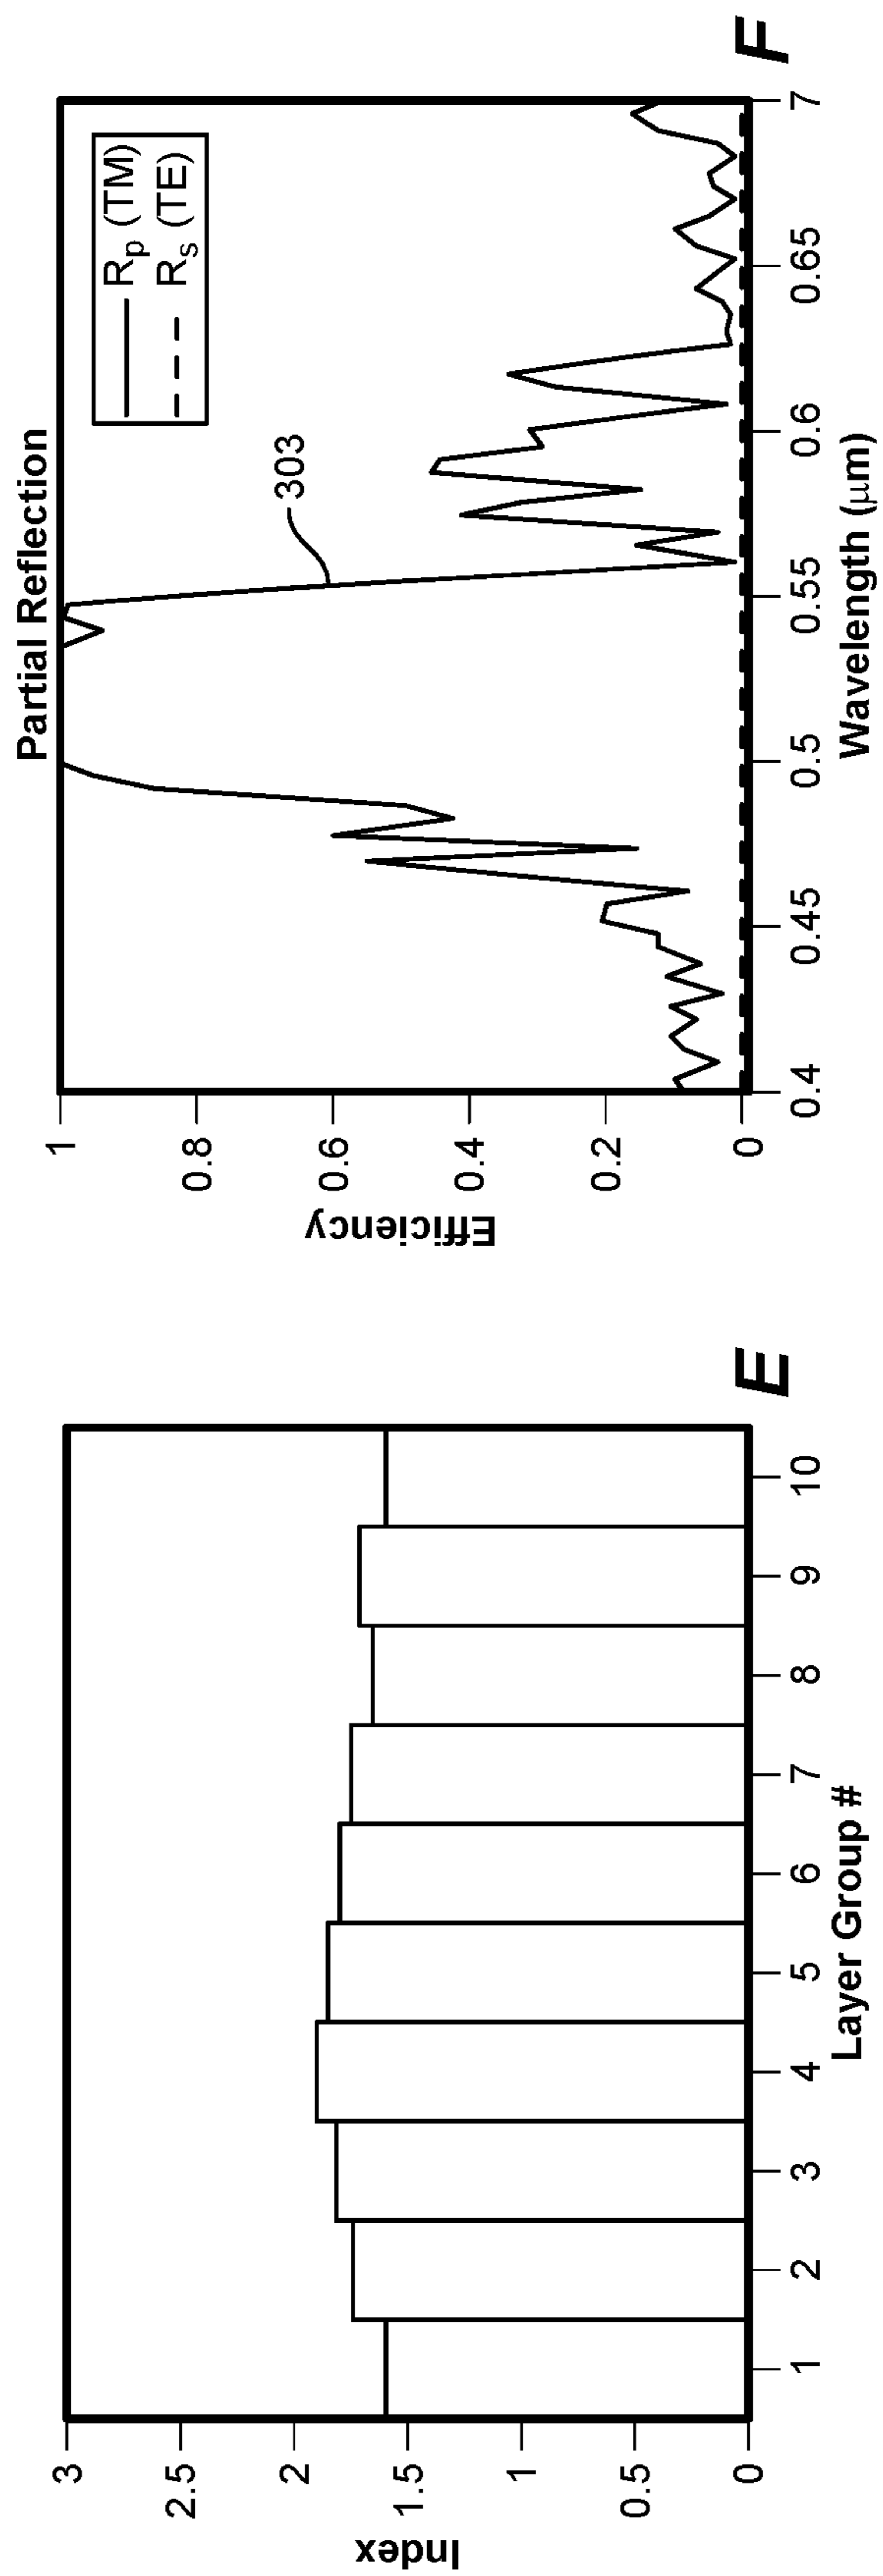 3
2.5
2
1.5
1
0.5
0
Index
1 2 3 4 5 6 7 8 9 10
Layer Group #
E
Partial Reflection
R_p (TM)
R_s (TE)
303
1
0.8
0.6
0.4
0.2
0
Efficiency
0.4 0.45 0.5 0.55 0.6 0.65 7
Wavelength (μm)
F